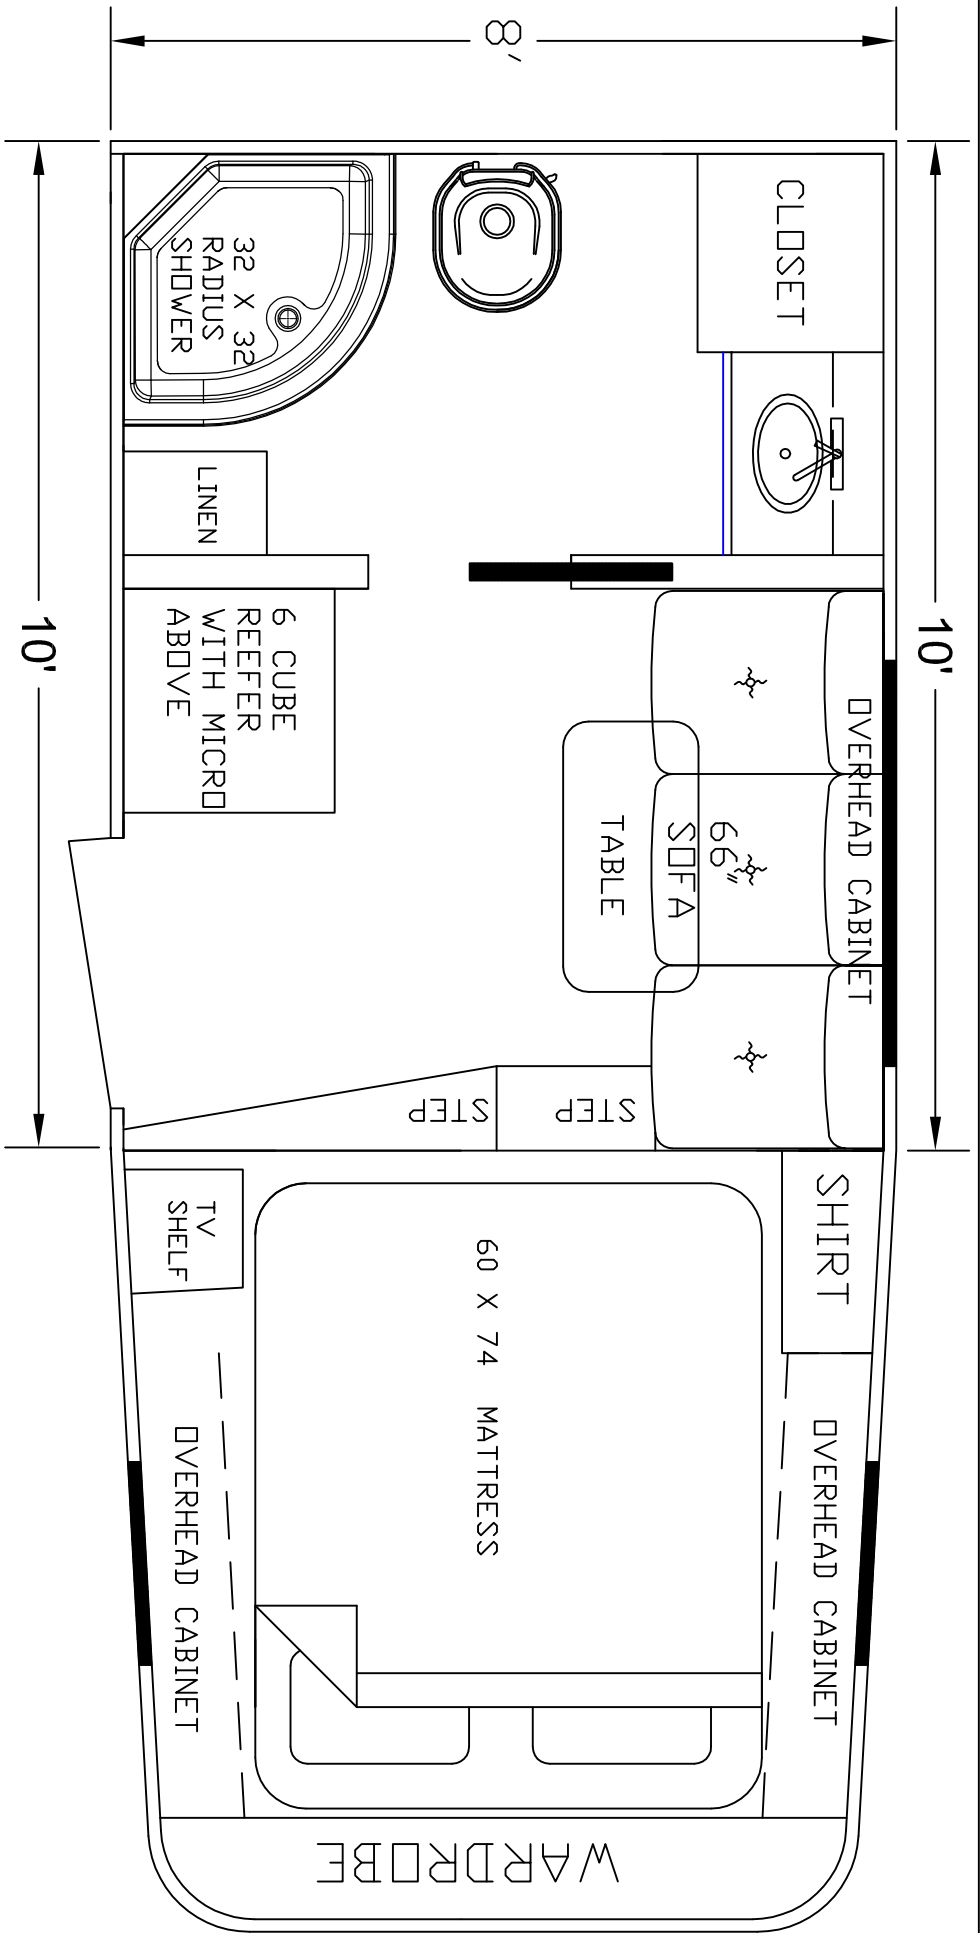 8'
10'
10'
CLOSET
32 X 32
RADIUS
SHOWER
LINEN
6 CUBE
REEFER
WITH MICRO
ABOVE
OVERHEAD CABINET
66"
SOFA
TABLE
STEP
STEP
SHIRT
TV
SHELF
60 X 74 MATTRESS
OVERHEAD CABINET
OVERHEAD CABINET
WARDROBE